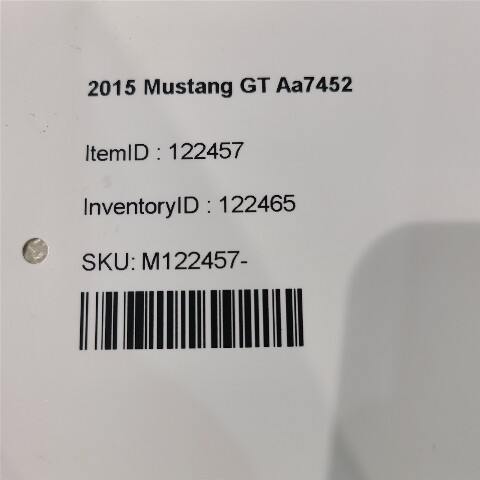 2015 Mustang GT Aa7452
ItemID : 122457
InventoryID : 122465
SKU: M122457-